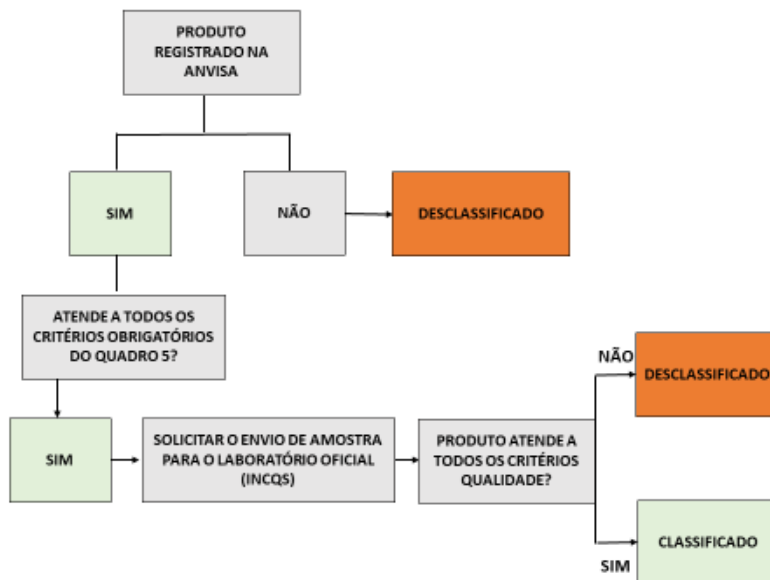 PRODUTO
REGISTRADO NA
ANVISA
SIM
NÃO
DESCLASSIFICADO
ATENDE A TODOS OS
CRITÉRIOS OBRIGATÓRIOS
DO QUADRO 5?
SIM
SOLICITAR O ENVIO DE AMOSTRA
PARA O LABORATÓRIO OFICIAL
(INCQS)
PRODUTO ATENDE A
TODOS OS CRITÉRIOS
QUALIDADE?
NÃO
DESCLASSIFICADO
SIM
CLASSIFICADO